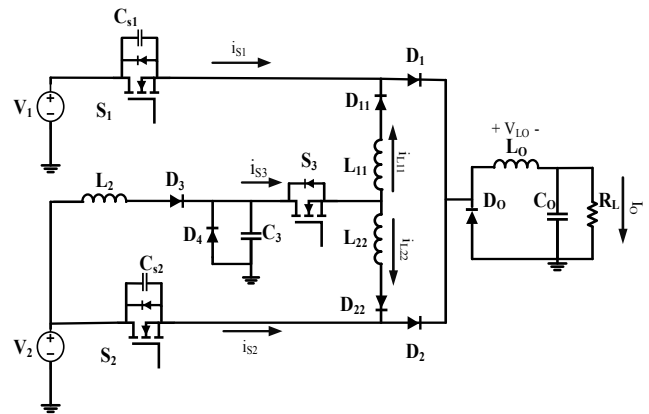 Cs1
iS1
D1
V1
+
-
S1
D11
+ VLO -
LO
L11
iL11
L2
D3
iS3
S3
DO
CO
RL
IO
D4
C3
L22
iL22
Cs2
D22
V2
+
-
S2
iS2
D2